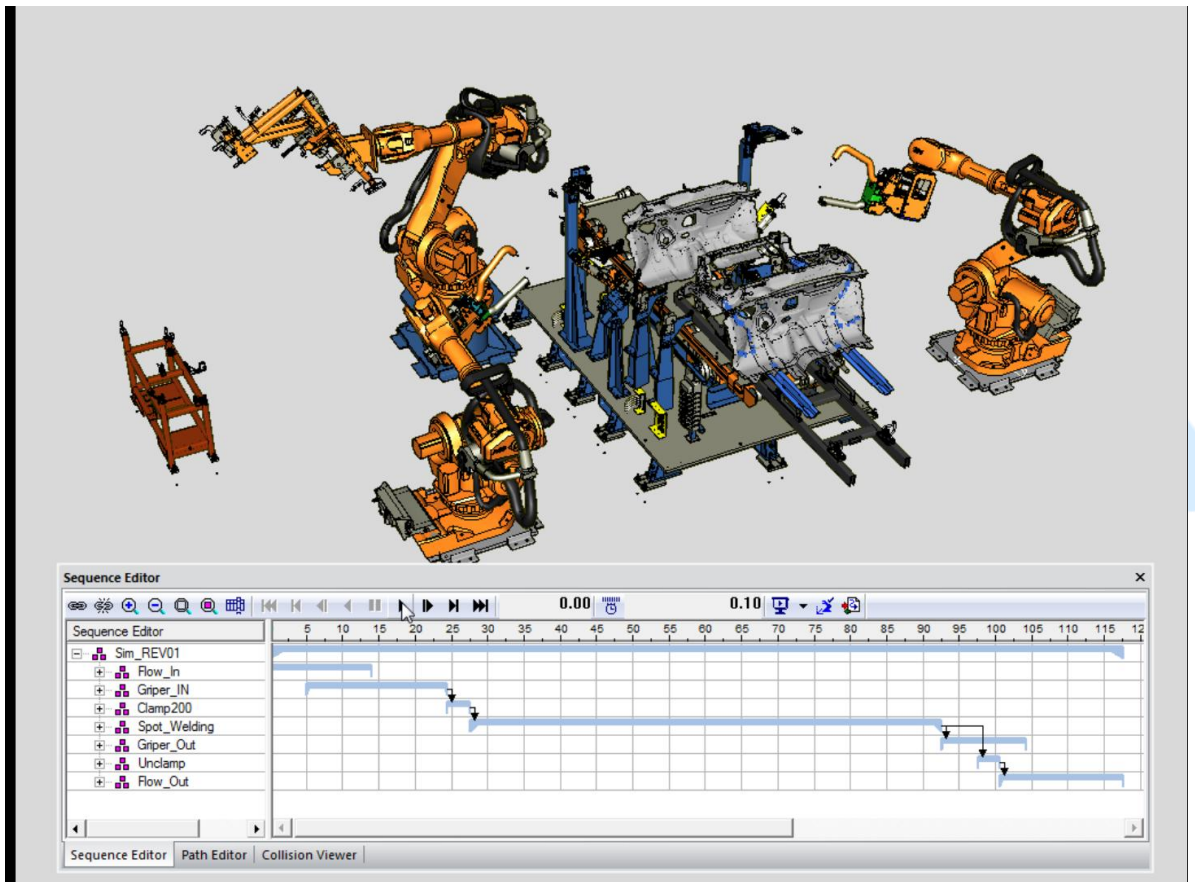 Sequence Editor
0.00 0.10
Sequence Editor 5 10 15 20 25 30 35 40 45 50 55 60 65 70 75 80 85 90 95 100 105 110 115 12
Sim_REV01
Flow_In
Griper_IN
Clamp200
Spot_Welding
Griper_Out
Unclamp
Flow_Out
Sequence Editor Path Editor Collision Viewer